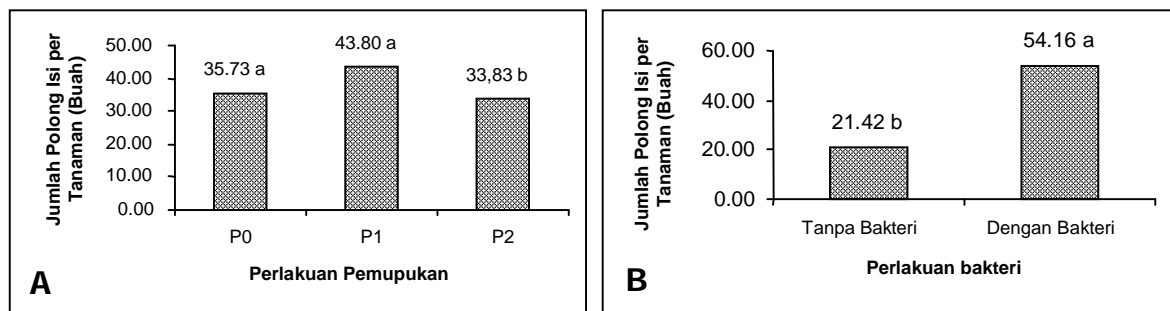 Jumlah Polong Isi per
Tanaman (Buah)
50.00
40.00
30.00
20.00
10.00
0.00
35.73 a
43.80 a
33,83 b
P0
P1
P2
Perlakuan Pemupukan
A
Jumlah Polong Isi per
Tanaman (Buah)
60.00
40.00
20.00
0.00
21.42 b
54.16 a
Tanpa Bakteri
Dengan Bakteri
Perlakuan bakteri
B